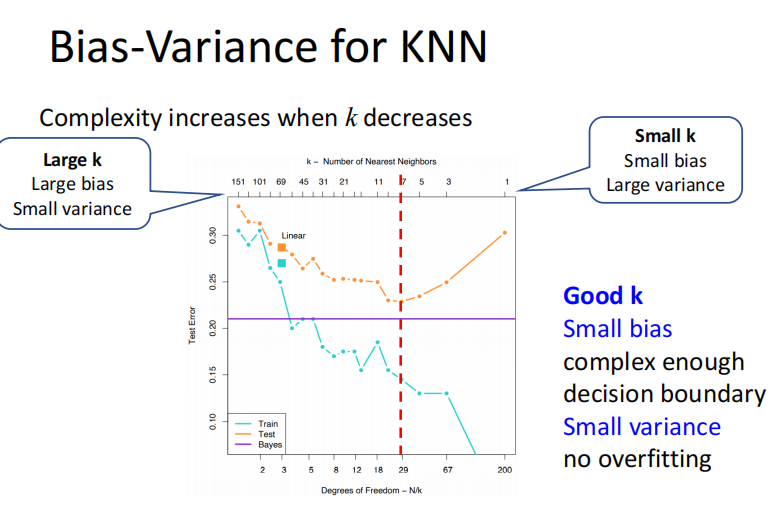 Bias-Variance for KNN
Complexity increases when k decreases
Large k
Large bias
Small variance
Small k
Small bias
Large variance
k − Number of Nearest Neighbors
151 101 69 45 31 21 11 7 5 3 1
Linear
Test Error
0.30
0.25
0.20
0.15
0.10
Train
Test
Bayes
2 3 5 8 12 18 29 67 200
Degrees of Freedom − N/k
Good k
Small bias
complex enough
decision boundary
Small variance
no overfitting